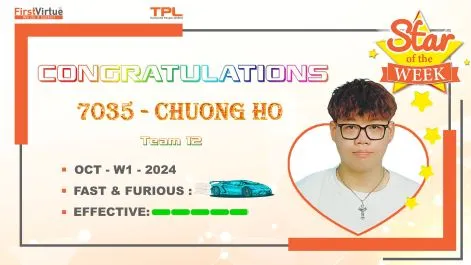 FirstVirtue
TPL
Star
of the
WEEK
CONGRATULATIONS
7035 - CHUONG HO
Team 12
OCT - W1 - 2024
FAST & FURIOUS :
EFFECTIVE: